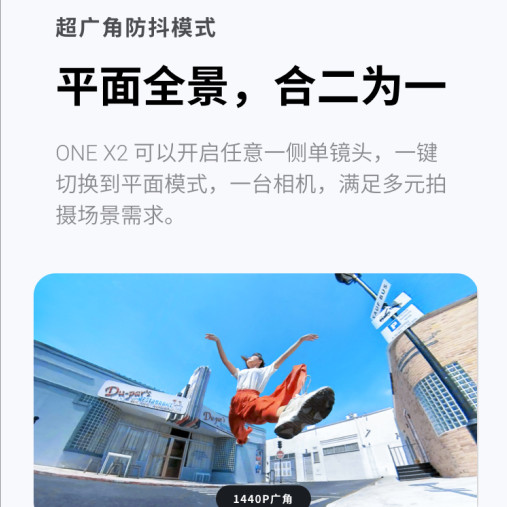 超广角防抖模式
平面全景，合二为一
ONE X2 可以开启任意一侧单镜头，一键
切换到平面模式，一台相机，满足多元拍
摄场景需求。
Du-par's
Du-par's
1440P广角